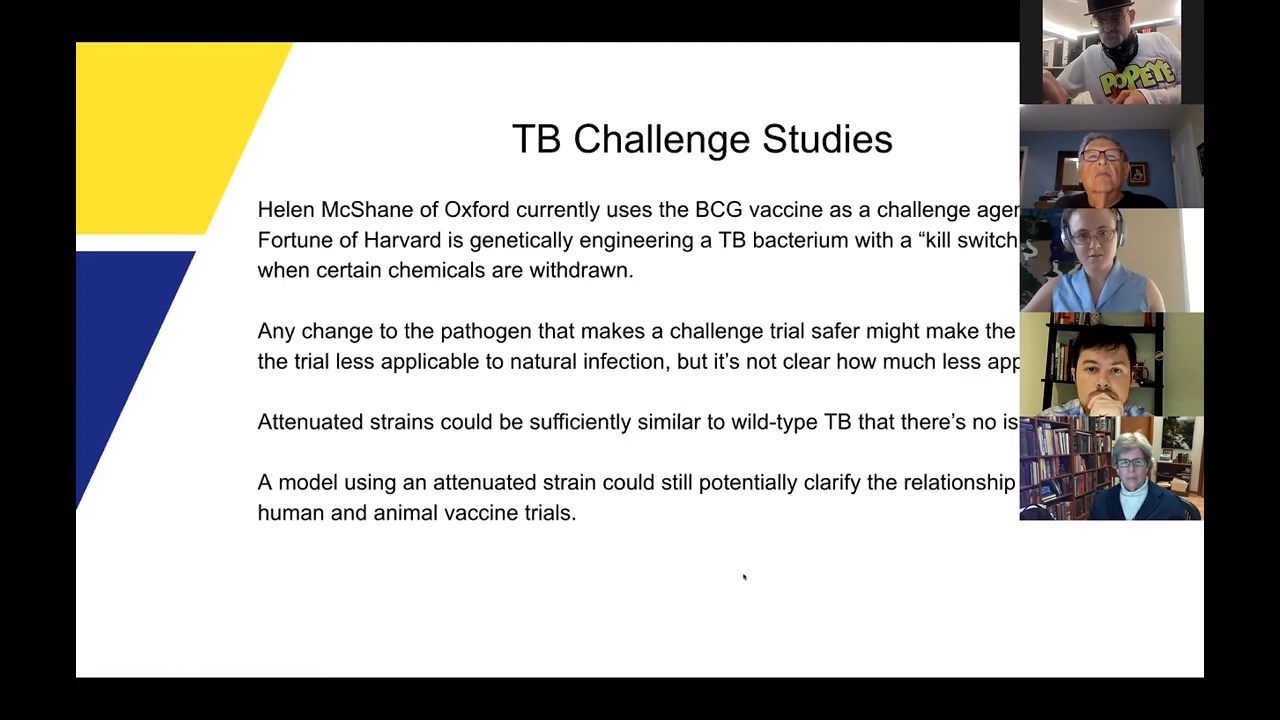 TB Challenge Studies
Helen McShane of Oxford currently uses the BCG vaccine as a challenge
Fortune of Harvard is genetically engineering a TB bacterium with a “kill switch
when certain chemicals are withdrawn.
Any change to the pathogen that makes a challenge trial safer might make the
the trial less applicable to natural infection, but it’s not clear how much less
Attenuated strains could be sufficiently similar to wild-type TB that there’s no
A model using an attenuated strain could still potentially clarify the relationship
human and animal vaccine trials.
POPEYE